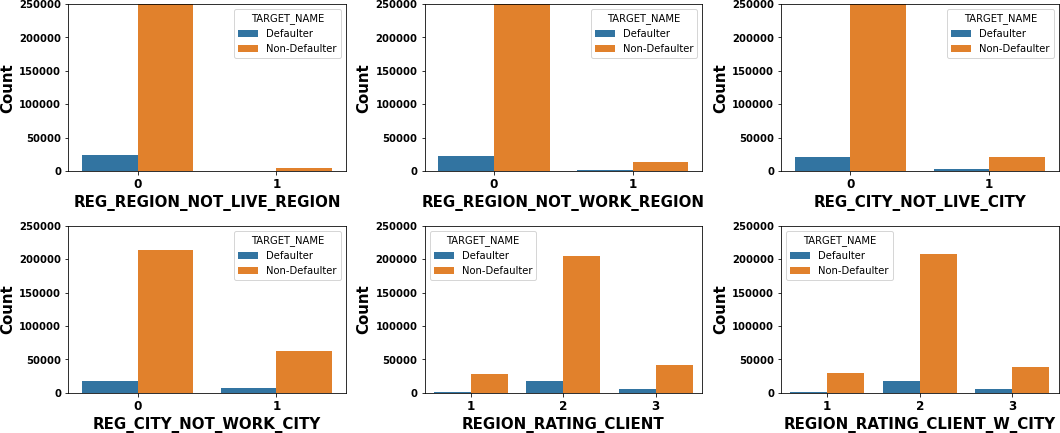 Count
250000
200000
150000
100000
50000
0
TARGET_NAME
Defaulter
Non-Defaulter
0 1
REG_REGION_NOT_LIVE_REGION
Count
250000
200000
150000
100000
50000
0
TARGET_NAME
Defaulter
Non-Defaulter
0 1
REG_REGION_NOT_WORK_REGION
Count
250000
200000
150000
100000
50000
0
TARGET_NAME
Defaulter
Non-Defaulter
0 1
REG_CITY_NOT_LIVE_CITY
Count
250000
200000
150000
100000
50000
0
TARGET_NAME
Defaulter
Non-Defaulter
0 1
REG_CITY_NOT_WORK_CITY
Count
250000
200000
150000
100000
50000
0
TARGET_NAME
Defaulter
Non-Defaulter
1 2 3
REGION_RATING_CLIENT
Count
250000
200000
150000
100000
50000
0
TARGET_NAME
Defaulter
Non-Defaulter
1 2 3
REGION_RATING_CLIENT_W_CITY